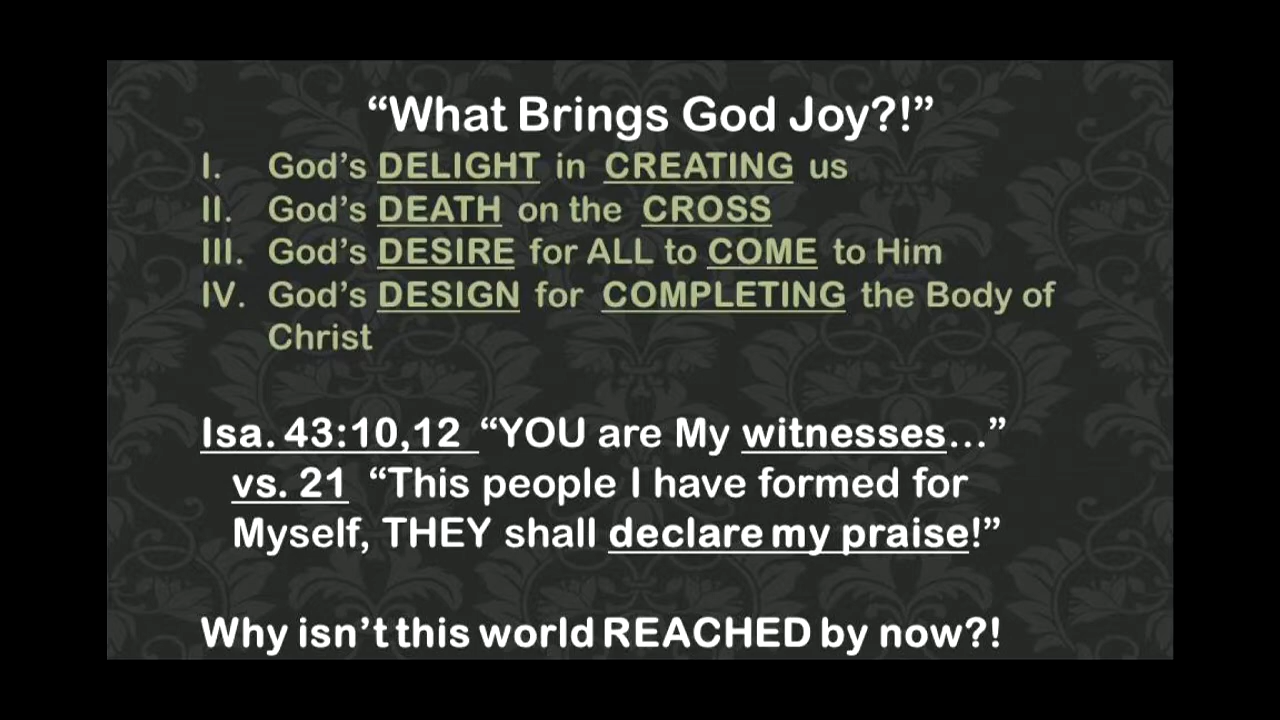 “What Brings God Joy?!”
I. God’s DELIGHT in CREATING us
II. God’s DEATH on the CROSS
III. God’s DESIRE for ALL to COME to Him
IV. God’s DESIGN for COMPLETING the Body of
Christ
Isa. 43:10,12 “YOU are My witnesses…”
vs. 21 “This people I have formed for
Myself, THEY shall declare my praise!”
Why isn’t this world REACHED by now?!